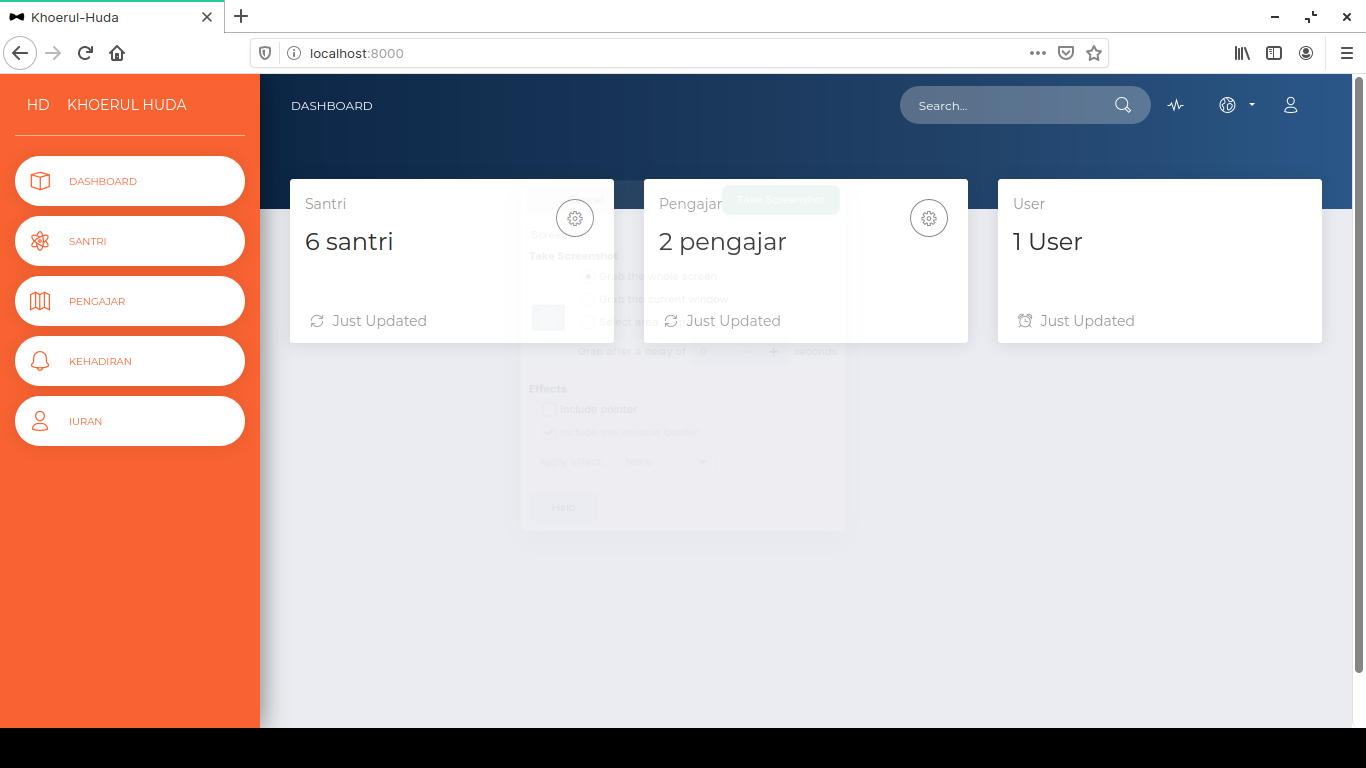 Khoerul-Huda
localhost:8000
HD KHOERUL HUDA
DASHBOARD
Search...
DASHBOARD
SANTRI
PENGAJAR
KEHADIRAN
IURAN
Santri
6 santri
Just Updated
Pengajar
2 pengajar
Just Updated
User
1 User
Just Updated
Take Screenshot
Take Screenshot
Grab the whole screen
Grab the current window
Select area
Grab after a delay of 0 seconds
Effects
Include pointer
Include the window border
Apply effect: None
Help